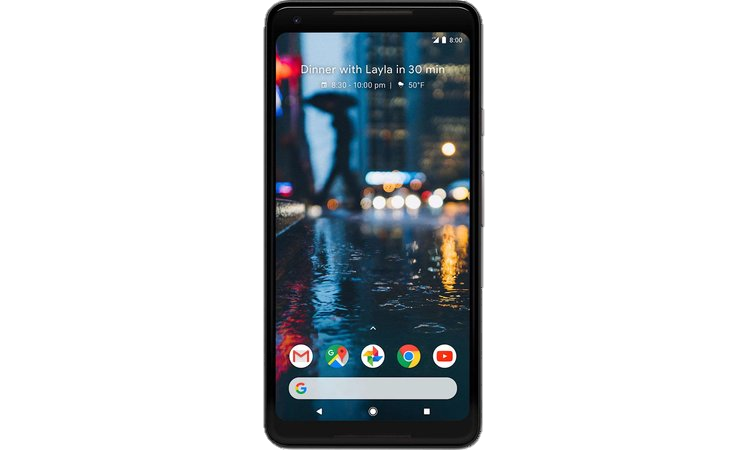 8:00
Dinner with Layla in 30 min
8:30 - 10:00 pm | 50°F